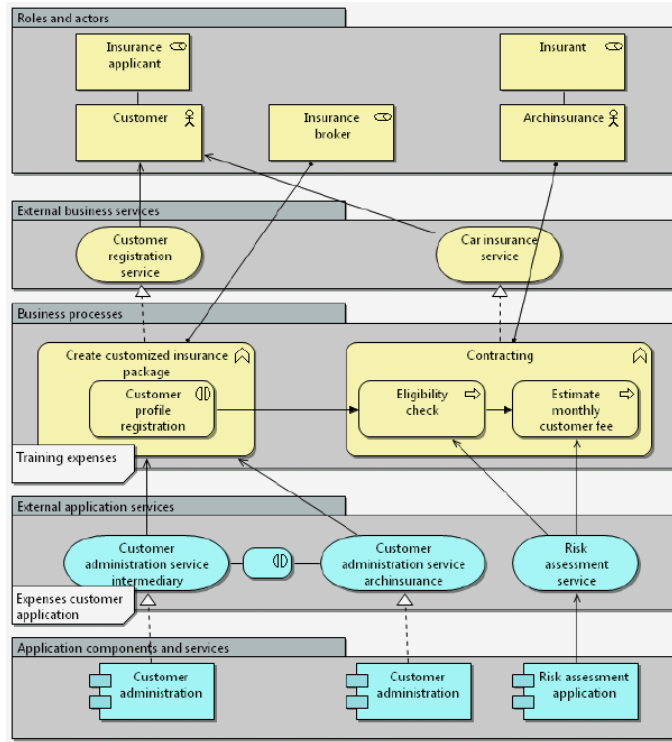 Roles and actors
Insurance
applicant
Insurant
Customer
Insurance
broker
Archinsurance
External business services
Customer
registration
service
Car insurance
service
Business processes
Create customized insurance
package
Contracting
Customer
profile
registration
Eligibility
check
Estimate
monthly
customer fee
Training expenses
External application services
Customer
administration service
intermediary
Customer
administration service
archinsurance
Risk
assessment
service
Expenses customer
application
Application components and services
Customer
administration
Customer
administration
Risk assessment
application